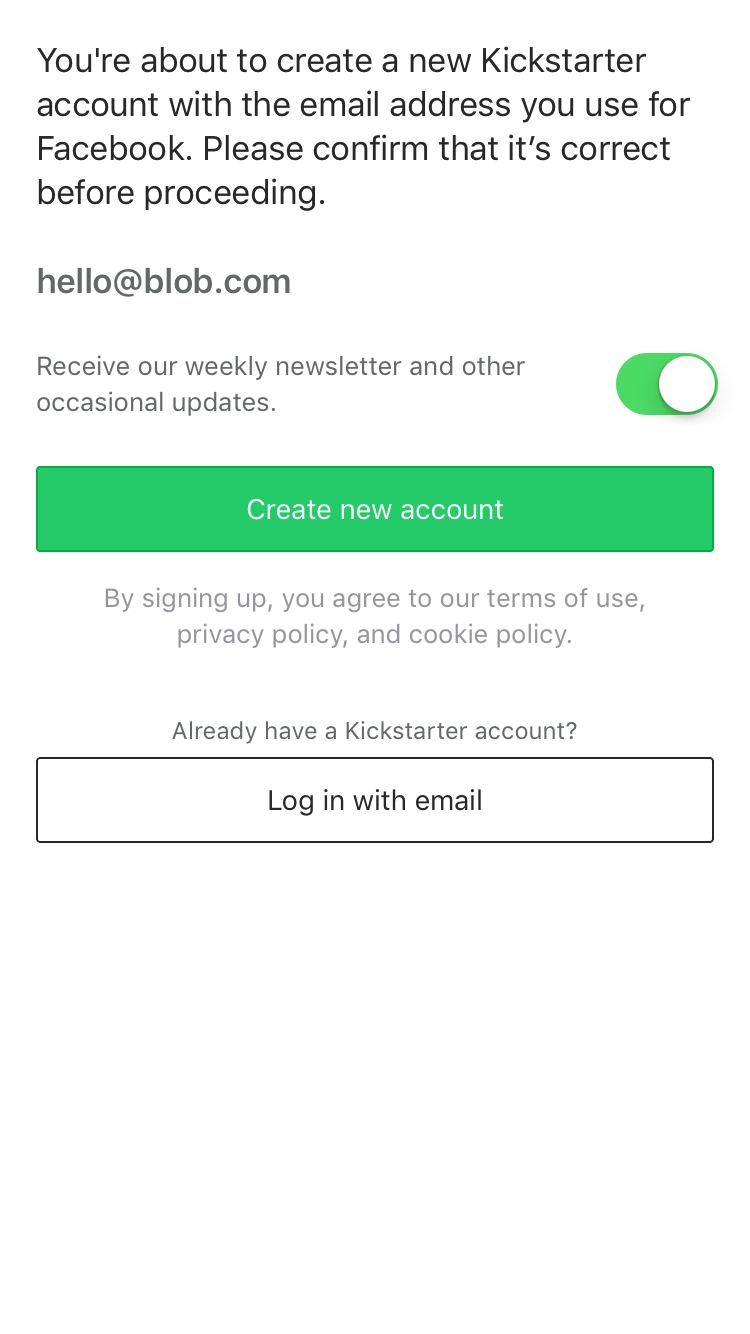 You're about to create a new Kickstarter
account with the email address you use for
Facebook. Please confirm that it’s correct
before proceeding.
hello@blob.com
Receive our weekly newsletter and other
occasional updates.
Create new account
By signing up, you agree to our terms of use,
privacy policy, and cookie policy.
Already have a Kickstarter account?
Log in with email